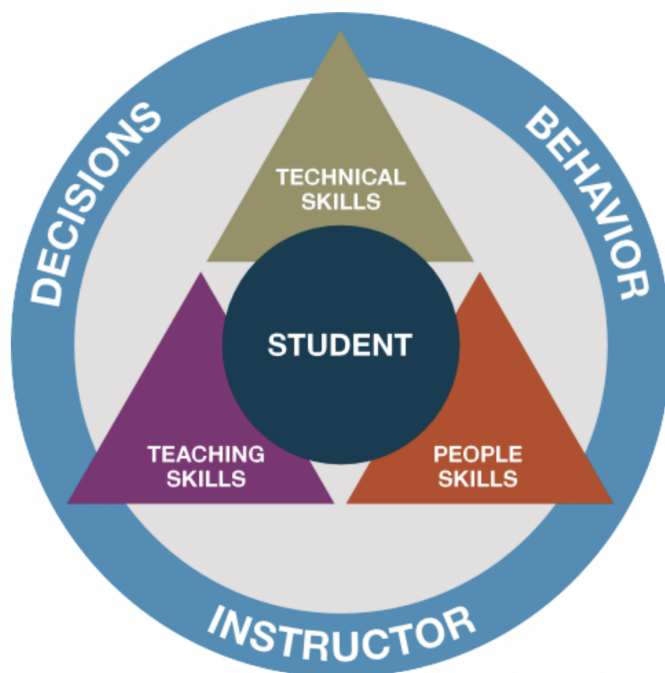 DECISIONS
BEHAVIOR
TECHNICAL
SKILLS
STUDENT
TEACHING
SKILLS
PEOPLE
SKILLS
INSTRUCTOR